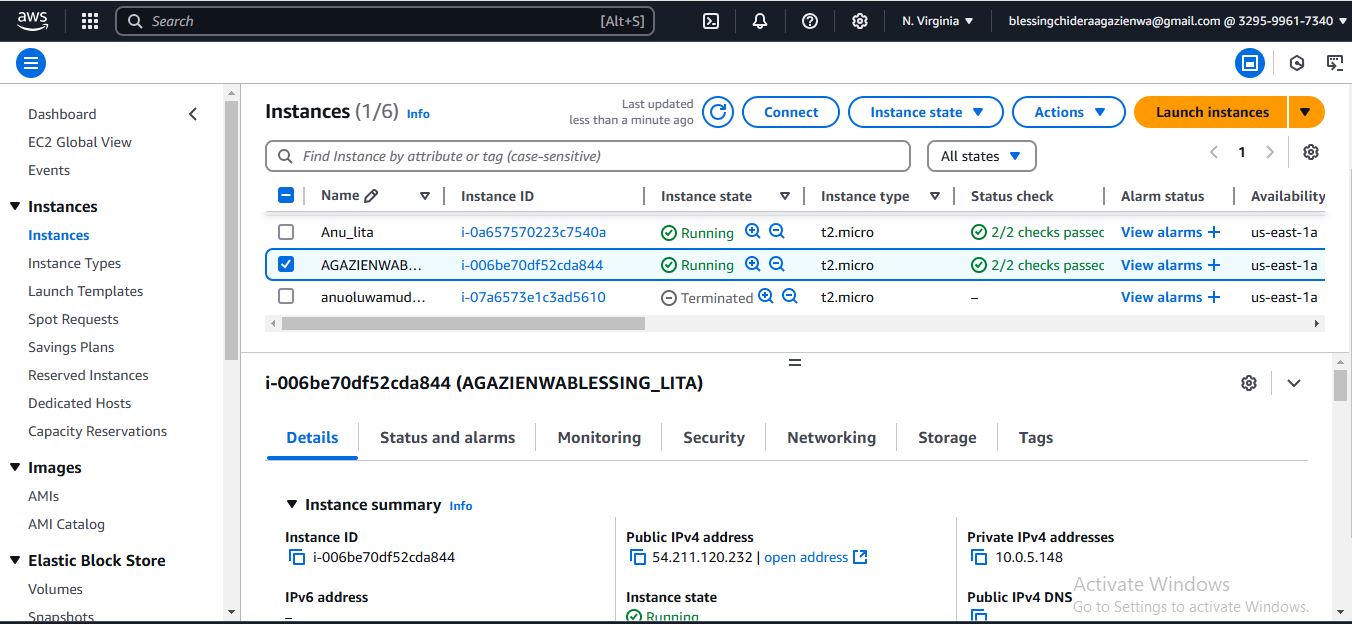 aws Search [Alt+S] N. Virginia blessingchideraagazienwa@gmail.com @ 3295-9961-7340
Dashboard
EC2 Global View
Events
Instances
Instances
Instance Types
Launch Templates
Spot Requests
Savings Plans
Reserved Instances
Dedicated Hosts
Capacity Reservations
Images
AMIs
AMI Catalog
Elastic Block Store
Volumes
Snapshots
Instances (1/6) Info
Last updated
less than a minute ago
Connect Instance state Actions Launch instances
Find Instance by attribute or tag (case-sensitive) All states 1
Name Instance ID Instance state Instance type Status check Alarm status Availability
Anu_lita i-0a657570223c7540a Running t2.micro 2/2 checks passec View alarms + us-east-1a
AGAZIENWAB... i-006be70df52cda844 Running t2.micro 2/2 checks passec View alarms + us-east-1a
anuoluwamud... i-07a6573e1c3ad5610 Terminated t2.micro – View alarms + us-east-1a
i-006be70df52cda844 (AGAZIENWABLESSING_LITA)
Details Status and alarms Monitoring Security Networking Storage Tags
Instance summary Info
Instance ID
i-006be70df52cda844
IPv6 address
–
Public IPv4 address
54.211.120.232 | open address
Instance state
Running
Private IPv4 addresses
10.0.5.148
Public IPv4 DNS
Activate Windows
Go to Settings to activate Windows.